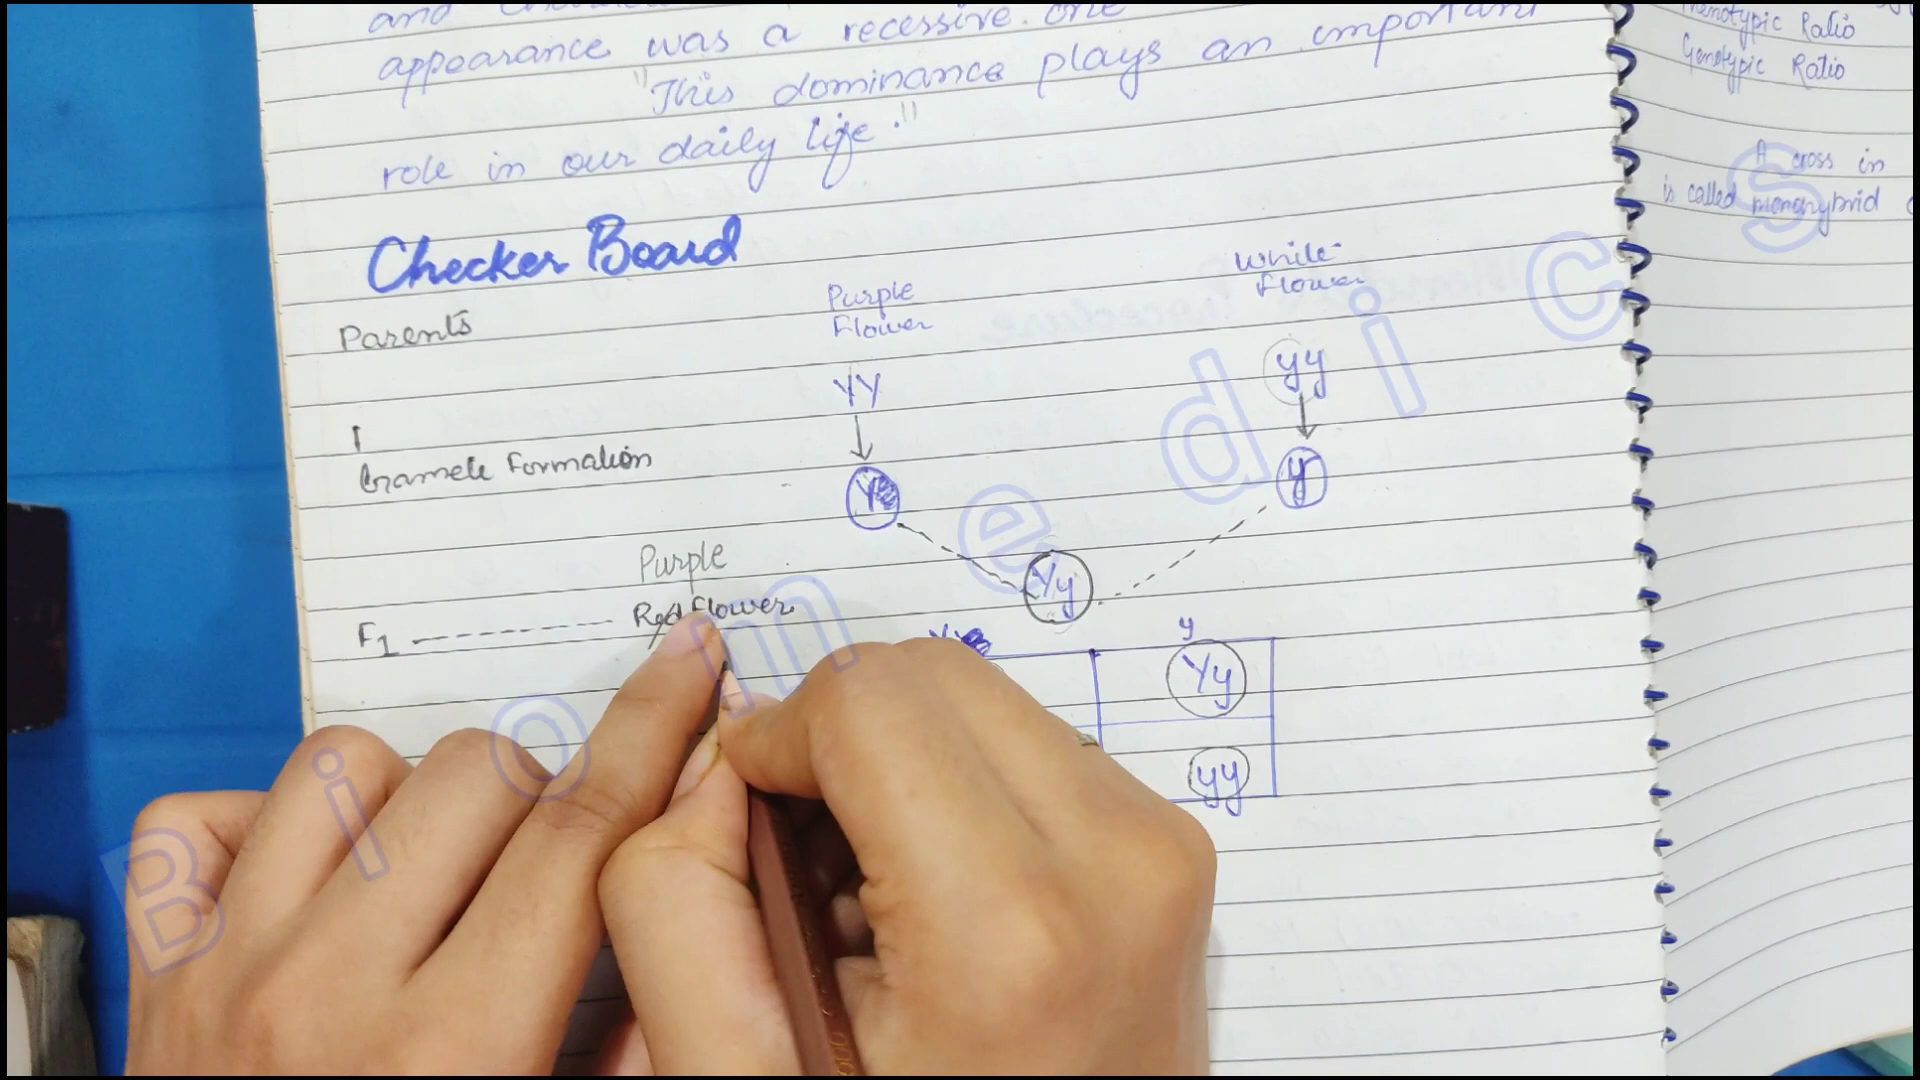 and
appearance was a recessive. one
"This dominance plays an important
role in our daily life."
Checker Board
Parents
Purple
Flower
White
Flower
YY
yy
Gamete Formation
Y
y
Purple
Yy
F1 ---------- Red Flower
y
Yy
yy
Phenotypic Ratio
Genotypic Ratio
A cross in
is called monohybrid
Biomedics